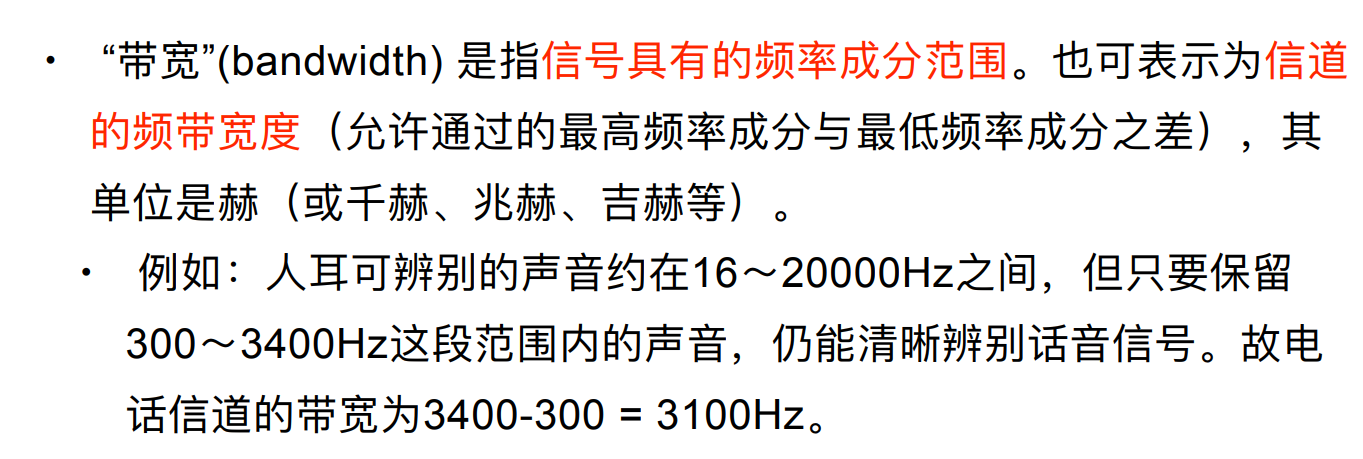 • “带宽”(bandwidth) 是指信号具有的频率成分范围。也可表示为信道
的频带宽度（允许通过的最高频率成分与最低频率成分之差），其
单位是赫（或千赫、兆赫、吉赫等）。
• 例如：人耳可辨别的声音约在16～20000Hz之间，但只要保留
300～3400Hz这段范围内的声音，仍能清晰辨别话音信号。故电
话信道的带宽为3400-300 = 3100Hz。